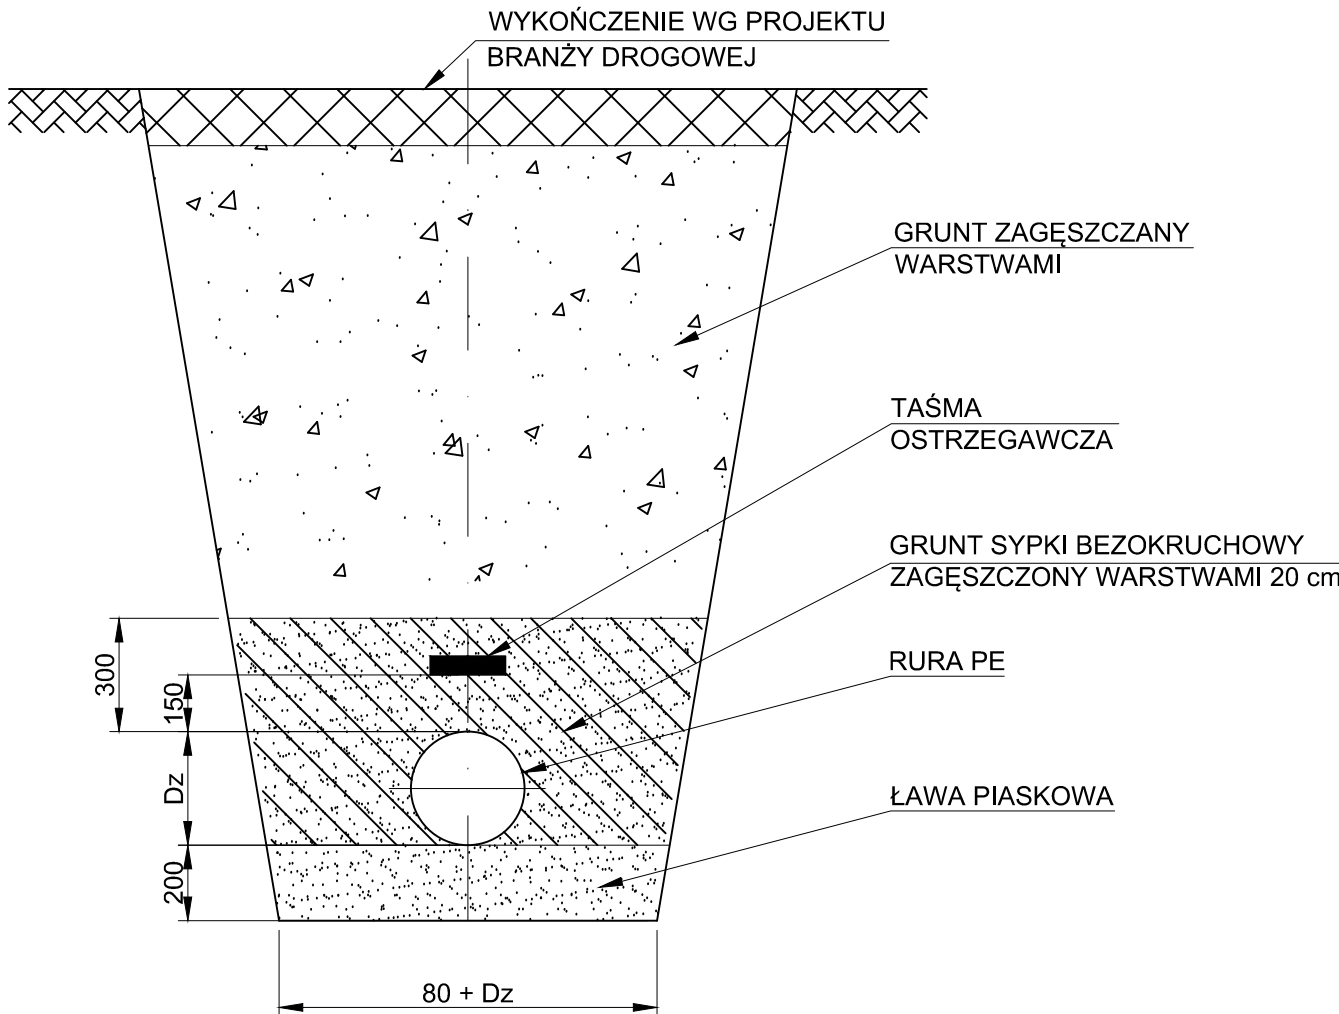 WYKOŃCZENIE WG PROJEKTU
BRANŻY DROGOWEJ
GRUNT ZAGĘSZCZANY
WARSTWAMI
TAŚMA
OSTRZEGAWCZA
GRUNT SYPKI BEZOKRUCHOWY
ZAGĘSZCZONY WARSTWAMI 20 cm
RURA PE
ŁAWA PIASKOWA
300
150
Dz
200
80 + Dz